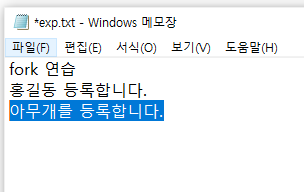 *exp.txt - Windows 메모장
파일(F) 편집(E) 서식(O) 보기(V) 도움말(H)
fork 연습
홍길동 등록합니다.
아무개를 등록합니다.